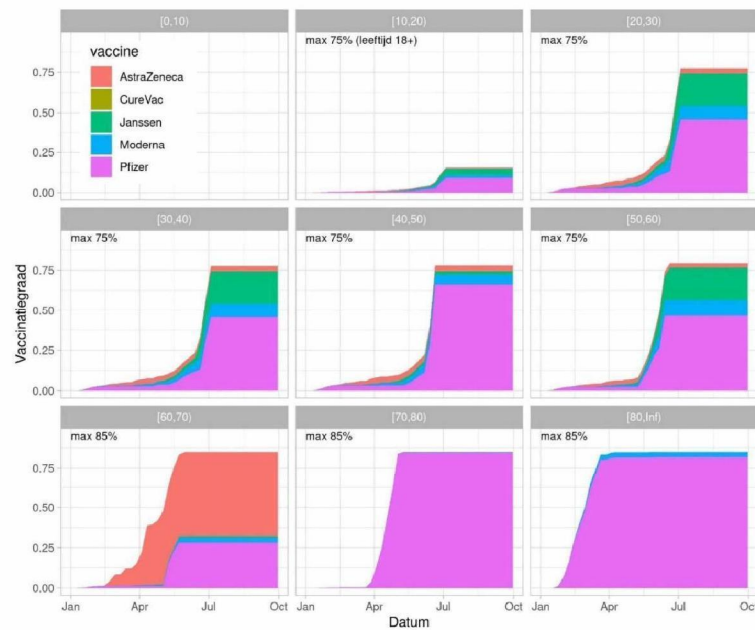 [0,10)
[10,20)
[20,30)
vaccine
AstraZeneca
CureVac
Janssen
Moderna
Pfizer
max 75% (leeftijd 18+)
max 75%
0.75
0.50
0.25
0.00
[30,40)
[40,50)
[50,60)
max 75%
max 75%
max 75%
0.75
0.50
0.25
0.00
Vaccinatiegraad
[60,70)
[70,80)
[80,Inf)
max 85%
max 85%
max 85%
0.75
0.50
0.25
0.00
Jan Apr Jul Oct
Jan Apr Jul Oct
Jan Apr Jul Oct
Datum